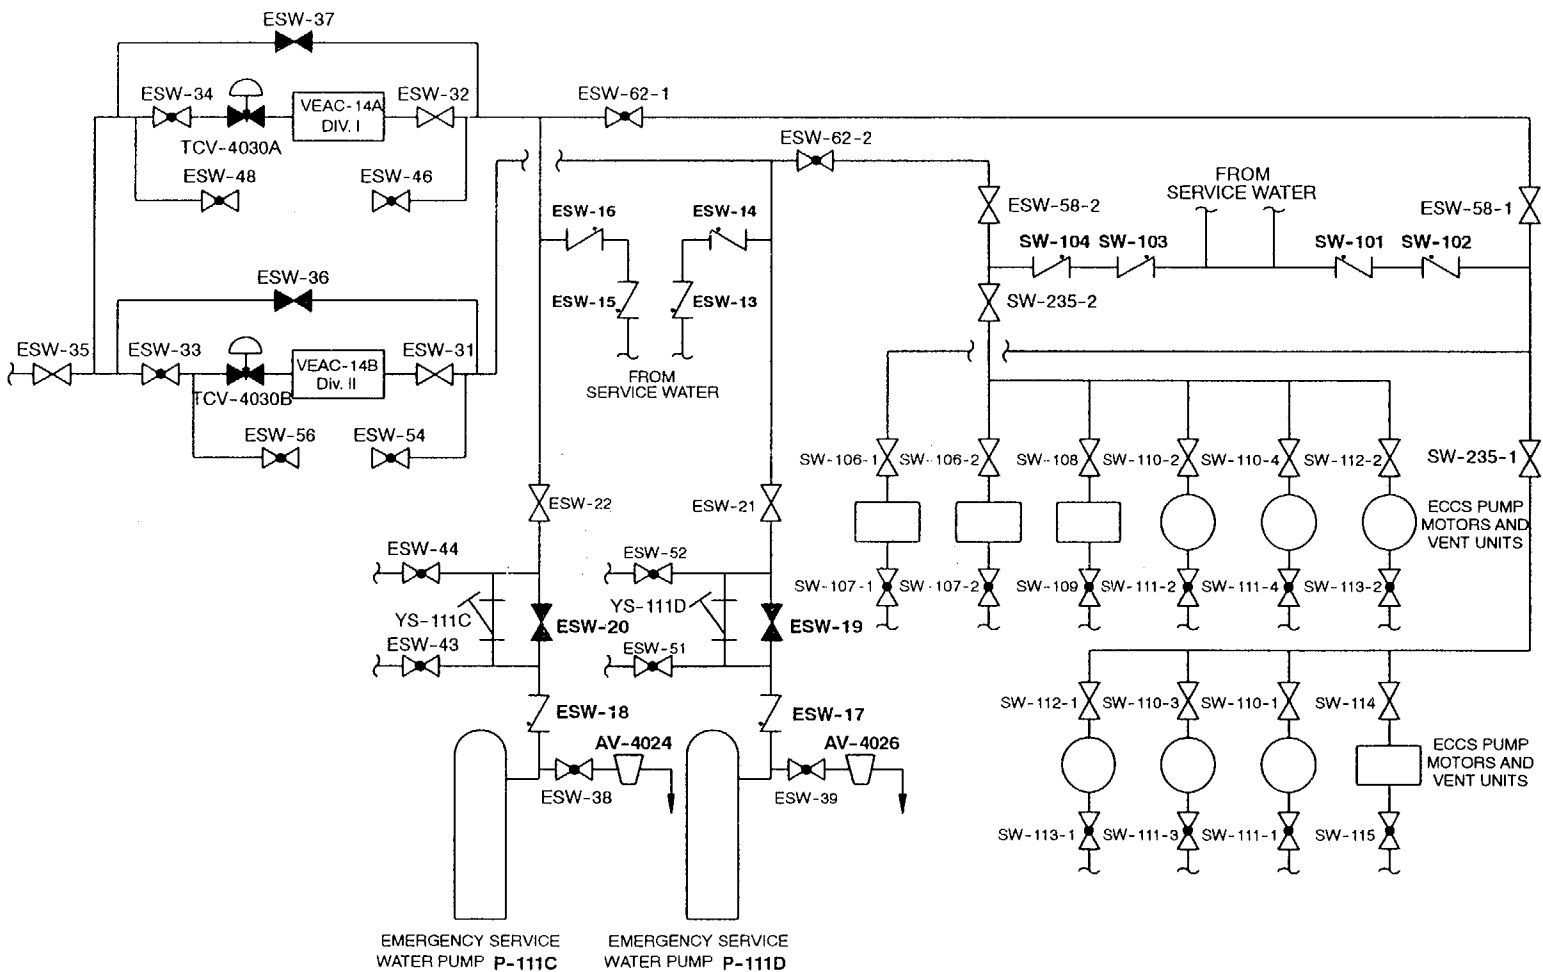 ESW-37
ESW-34
VEAC-14A
DIV. I
ESW-32
TCV-4030A
ESW-48
ESW-46
ESW-62-1
ESW-62-2
FROM
SERVICE WATER
ESW-58-2
ESW-58-1
ESW-16
ESW-14
SW-104
SW-103
SW-101
SW-102
ESW-36
ESW-15
ESW-13
SW-235-2
ESW-35
ESW-33
VEAC-14B
Div. II
ESW-31
TCV-4030B
FROM
SERVICE WATER
ESW-56
ESW-54
SW-106-1
SW-106-2
SW-108
SW-110-2
SW-110-4
SW-112-2
SW-235-1
ESW-22
ESW-21
ECCS PUMP
MOTORS AND
VENT UNITS
ESW-44
ESW-52
SW-107-1
SW-107-2
SW-109
SW-111-2
SW-111-4
SW-113-2
YS-111C
YS-111D
ESW-20
ESW-19
ESW-43
ESW-51
SW-112-1
SW-110-3
SW-110-1
SW-114
ESW-18
ESW-17
AV-4024
AV-4026
ECCS PUMP
MOTORS AND
VENT UNITS
ESW-38
ESW-39
SW-113-1
SW-111-3
SW-111-1
SW-115
EMERGENCY SERVICE
WATER PUMP P-111C
EMERGENCY SERVICE
WATER PUMP P-111D